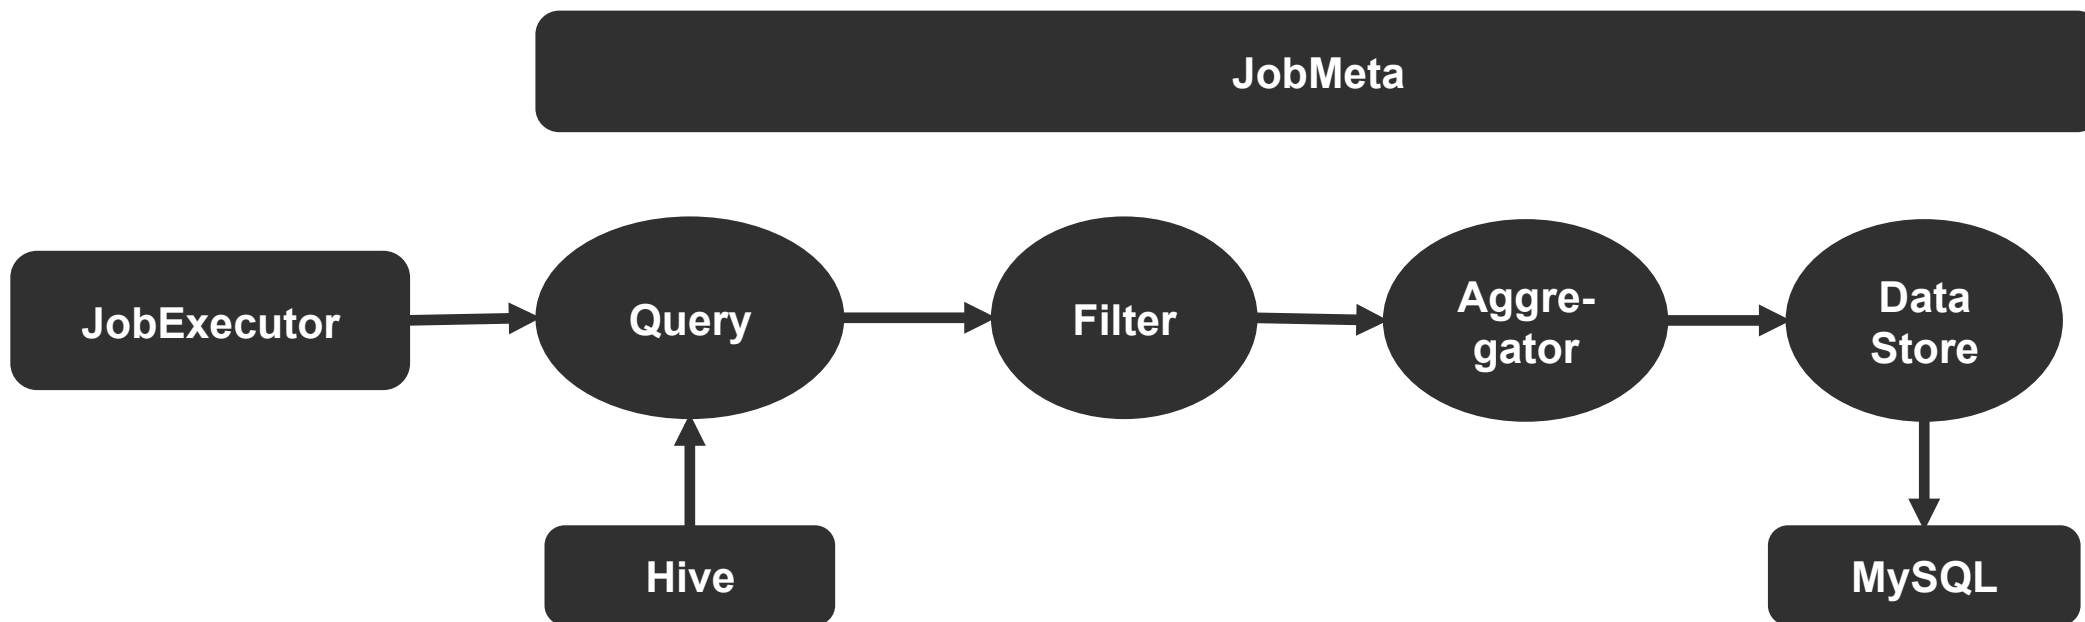 JobMeta
JobExecutor
Query
Filter
Aggre-
gator
Data
Store
Hive
MySQL